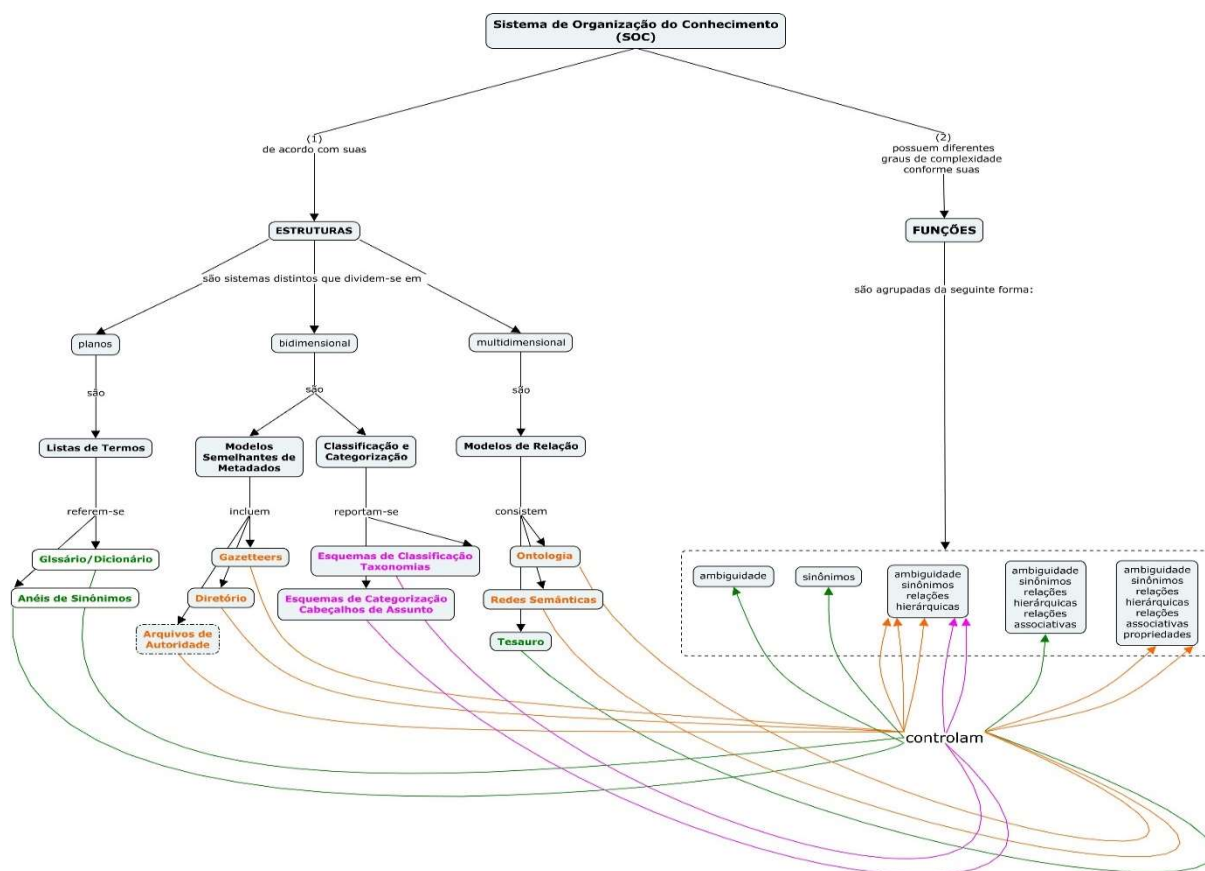 Sistema de Organização do Conhecimento
(SOC)
(1)
de acordo com suas
(2)
possuem diferentes
graus de complexidade
conforme suas
ESTRUTURAS
FUNÇÕES
são sistemas distintos que dividem-se em
são agrupadas da seguinte forma:
planos
bidimensional
multidimensional
são
são
são
Listas de Termos
Modelos
Semelhantes de
Metadados
Classificação e
Categorização
Modelos de Relação
referem-se
incluem
reportam-se
consistem
Glssário/Dicionário
Anéis de Sinônimos
Gazetteers
Diretório
Arquivos de
Autoridade
Esquemas de Classificação
Taxonomias
Esquemas de Categorização
Cabeçalhos de Assunto
Ontologia
Redes Semânticas
Tesauro
ambiguidade
sinônimos
ambiguidade
sinônimos
relações
hierárquicas
ambiguidade
sinônimos
relações
hierárquicas
relações
associativas
ambiguidade
sinônimos
relações
hierárquicas
relações
associativas
propriedades
controlam